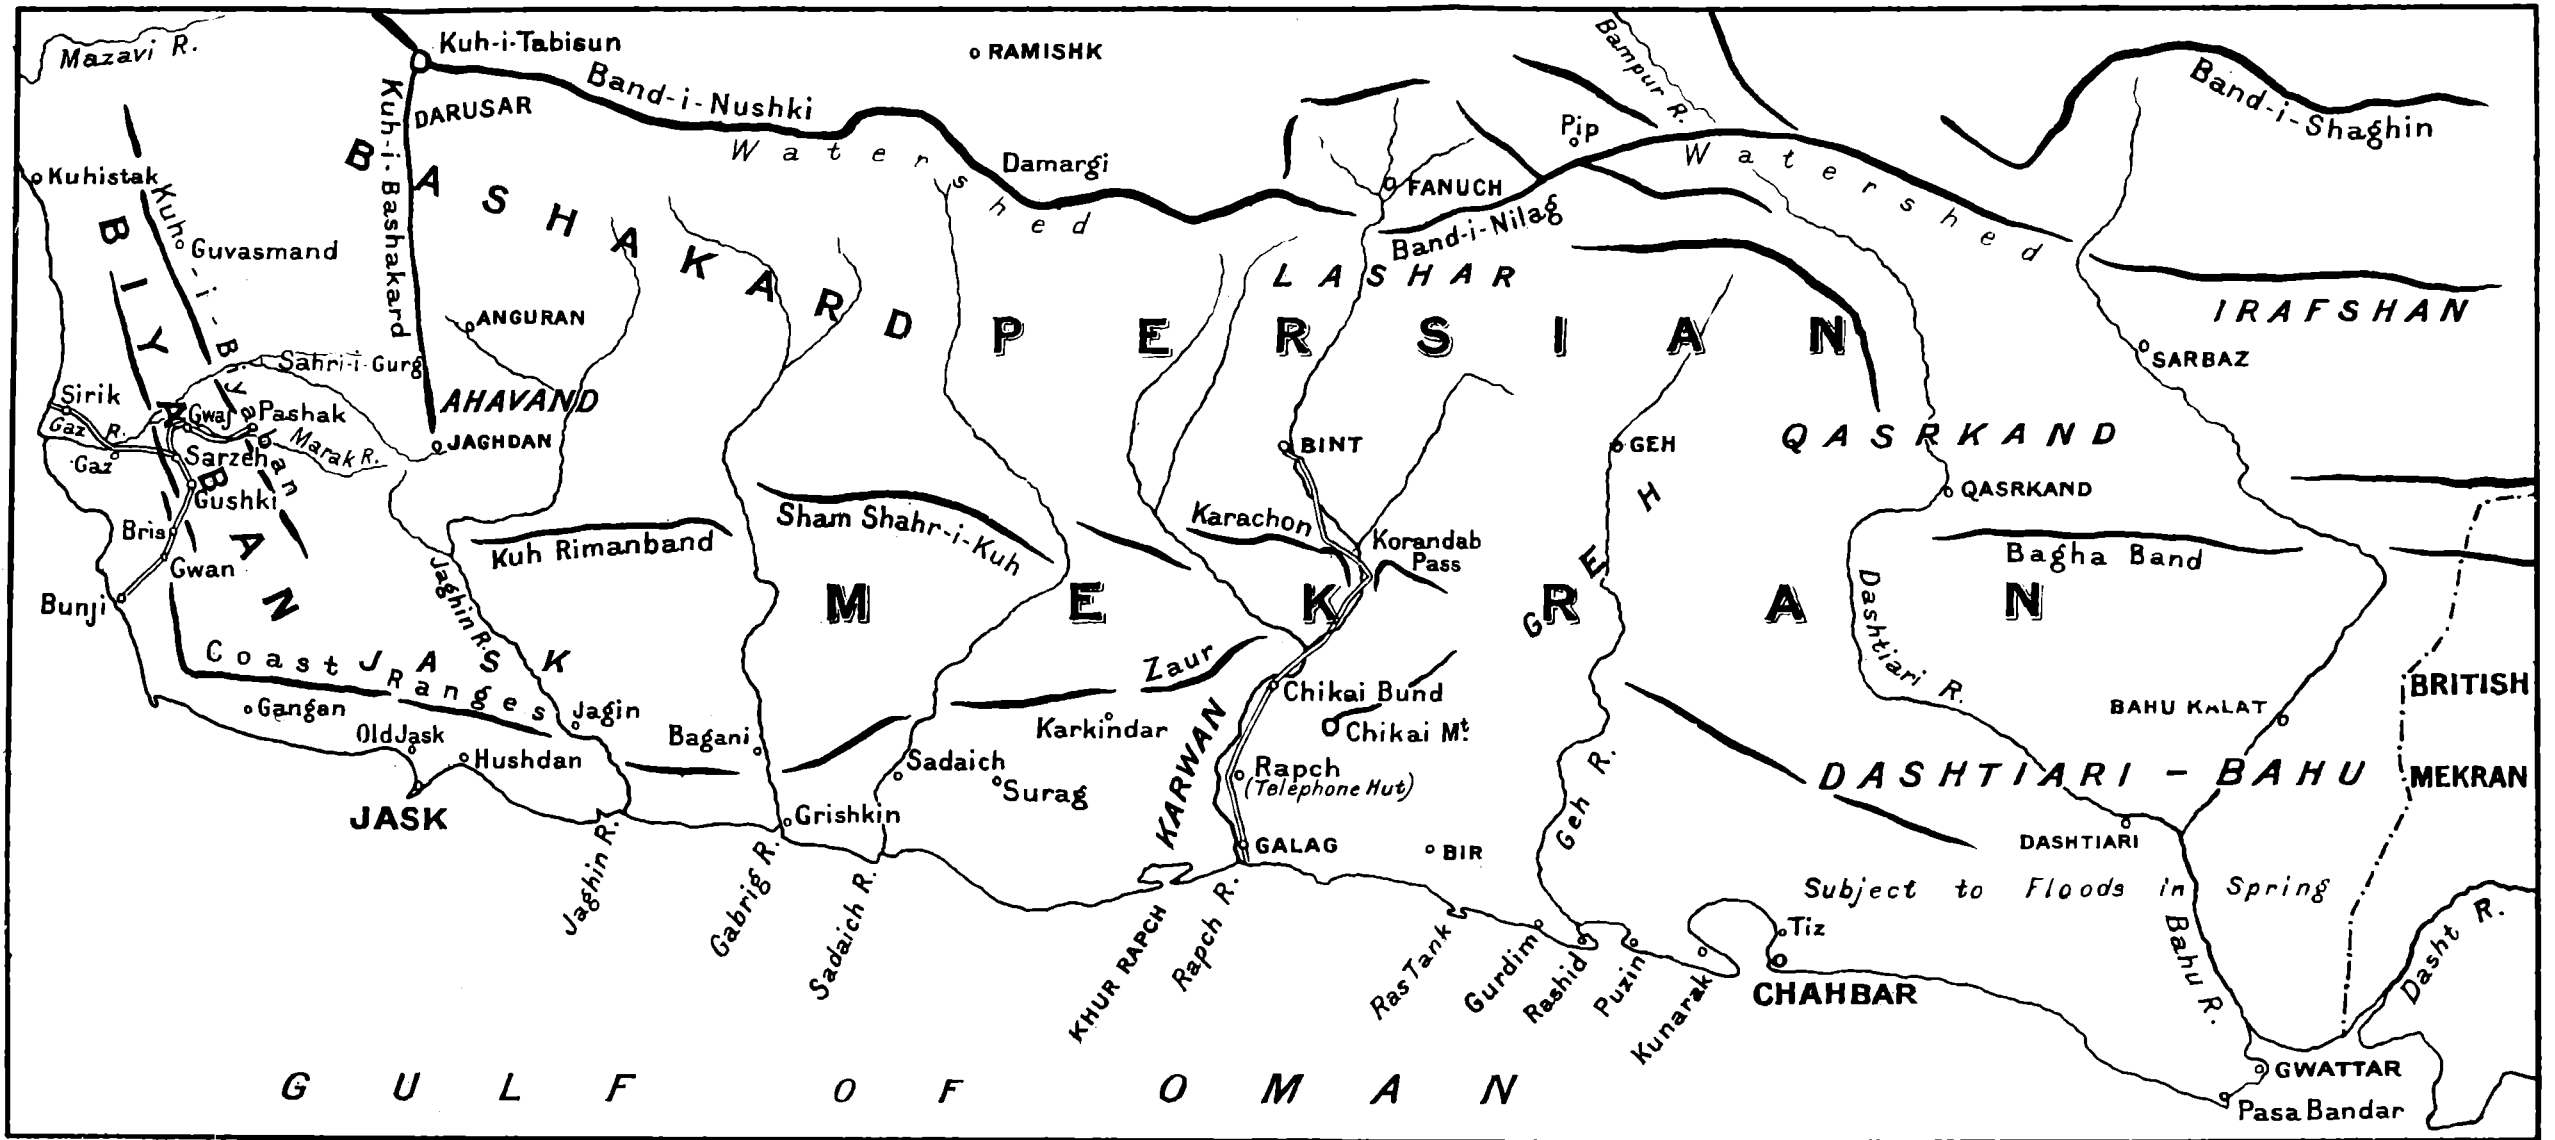 Mazavi R.
Kuh-i-Tabisun
RAMISHK
Bampur R.
Band-i-Shaghin
Band-i-Nushki
Kuh-i-Bashakard
DARUSAR
Watershed
Damargi
Pip
Watershed
FANUCH
Band-i-Nilag
Kuhistak
BASHAKARD
Kuh-i-Biyaban
Guvasmand
BIYABAN
LASHAR
IRAFSHAN
PERSIAN
ANGURAN
SARBAZ
Sahri-i-Gurg
AHAVAND
Sirik
Gwaj
Pashak
Gaz R.
Marak R.
JAGHDAN
BINT
GEH
QASRKAND
Gaz
Sarzeh
Gushki
QASRKAND
Bris
Sham Shahr-i-Kuh
Karachon
Korandab
Pass
Kuh Rimanband
Bagha Band
Gwan
Jaghin R.
Bunji
MEKRAN
GEH
Dashtiari R.
Coast Ranges
JASK
Zaur
BRITISH
MEKRAN
Gangan
Jagin
Chikai Bund
BAHU KALAT
Old Jask
Bagani
Karkindar
Chikai Mt.
KARWAN
Hushdan
Sadaich
Surag
Rapch
(Telephone Hut)
Geh R.
DASHTIARI - BAHU
JASK
Grishkin
GALAG
BIR
DASHTIARI
Jaghin R.
Gabrig R.
Sadaich R.
KHUR RAPCH
Rapch R.
Subject to Floods in Spring
Ras Tank
Gurdim
Rashid
Puzin
Kunarak
Tiz
CHAHBAR
Bahu R.
Dasht R.
GWATTAR
Pasa Bandar
GULF OF OMAN